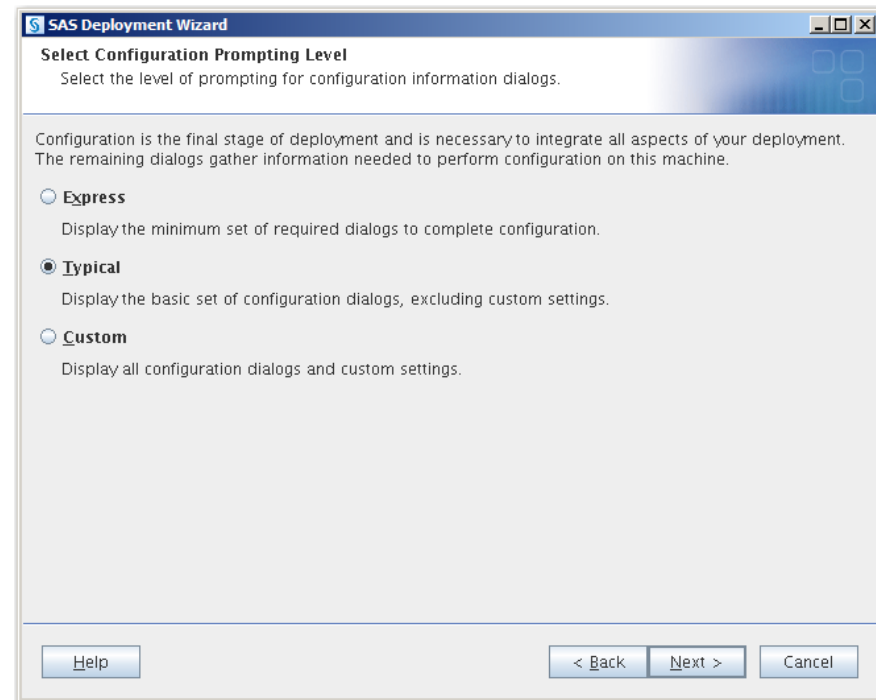 SAS Deployment Wizard
Select Configuration Prompting Level
Select the level of prompting for configuration information dialogs.
Configuration is the final stage of deployment and is necessary to integrate all aspects of your deployment.
The remaining dialogs gather information needed to perform configuration on this machine.
Express
Display the minimum set of required dialogs to complete configuration.
Typical
Display the basic set of configuration dialogs, excluding custom settings.
Custom
Display all configuration dialogs and custom settings.
Help
< Back
Next >
Cancel